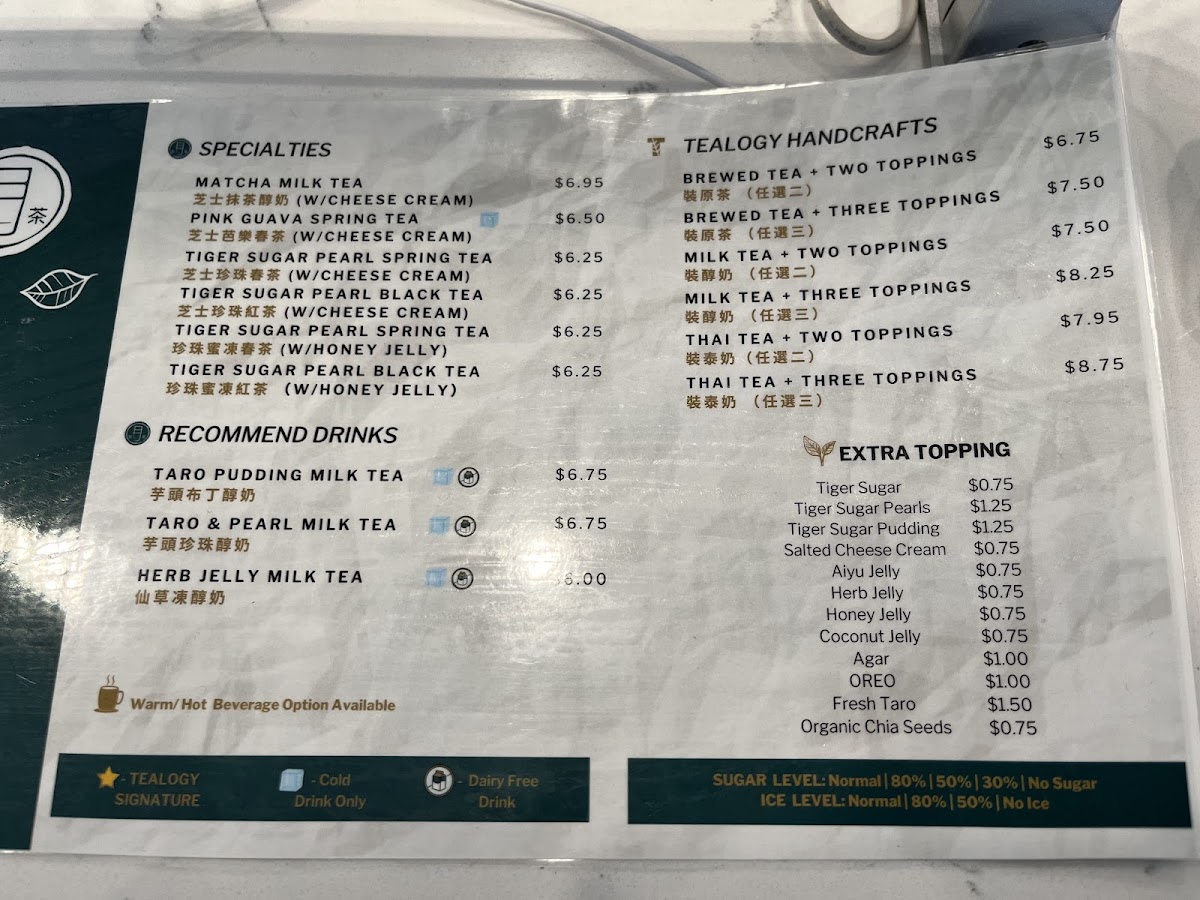 茶
SPECIALTIES
MATCHA MILK TEA $6.95
芝士抹茶醇奶 (W/CHEESE CREAM)
PINK GUAVA SPRING TEA $6.50
芝士芭樂春茶 (W/CHEESE CREAM)
TIGER SUGAR PEARL SPRING TEA $6.25
芝士珍珠春茶 (W/CHEESE CREAM)
TIGER SUGAR PEARL BLACK TEA $6.25
芝士珍珠紅茶 (W/CHEESE CREAM)
TIGER SUGAR PEARL SPRING TEA $6.25
珍珠蜜凍春茶 (W/HONEY JELLY)
TIGER SUGAR PEARL BLACK TEA $6.25
珍珠蜜凍紅茶 (W/HONEY JELLY)
RECOMMEND DRINKS
TARO PUDDING MILK TEA $6.75
芋頭布丁醇奶
TARO & PEARL MILK TEA $6.75
芋頭珍珠醇奶
HERB JELLY MILK TEA 6.00
仙草凍醇奶
Warm/Hot Beverage Option Available
- TEALOGY
SIGNATURE
- Cold
Drink Only
- Dairy Free
Drink
TEALOGY HANDCRAFTS
BREWED TEA + TWO TOPPINGS $6.75
裝原茶 （任選二）
BREWED TEA + THREE TOPPINGS $7.50
裝原茶 （任選三）
MILK TEA + TWO TOPPINGS $7.50
裝醇奶 （任選二）
MILK TEA + THREE TOPPINGS $8.25
裝醇奶 （任選三）
THAI TEA + TWO TOPPINGS $7.95
裝泰奶（任選二）
THAI TEA + THREE TOPPINGS $8.75
裝泰奶 （任選三）
EXTRA TOPPING
Tiger Sugar $0.75
Tiger Sugar Pearls $1.25
Tiger Sugar Pudding $1.25
Salted Cheese Cream $0.75
Aiyu Jelly $0.75
Herb Jelly $0.75
Honey Jelly $0.75
Coconut Jelly $0.75
Agar $1.00
OREO $1.00
Fresh Taro $1.50
Organic Chia Seeds $0.75
SUGAR LEVEL: Normal | 80% | 50% | 30% | No Sugar
ICE LEVEL: Normal | 80% | 50% | No Ice